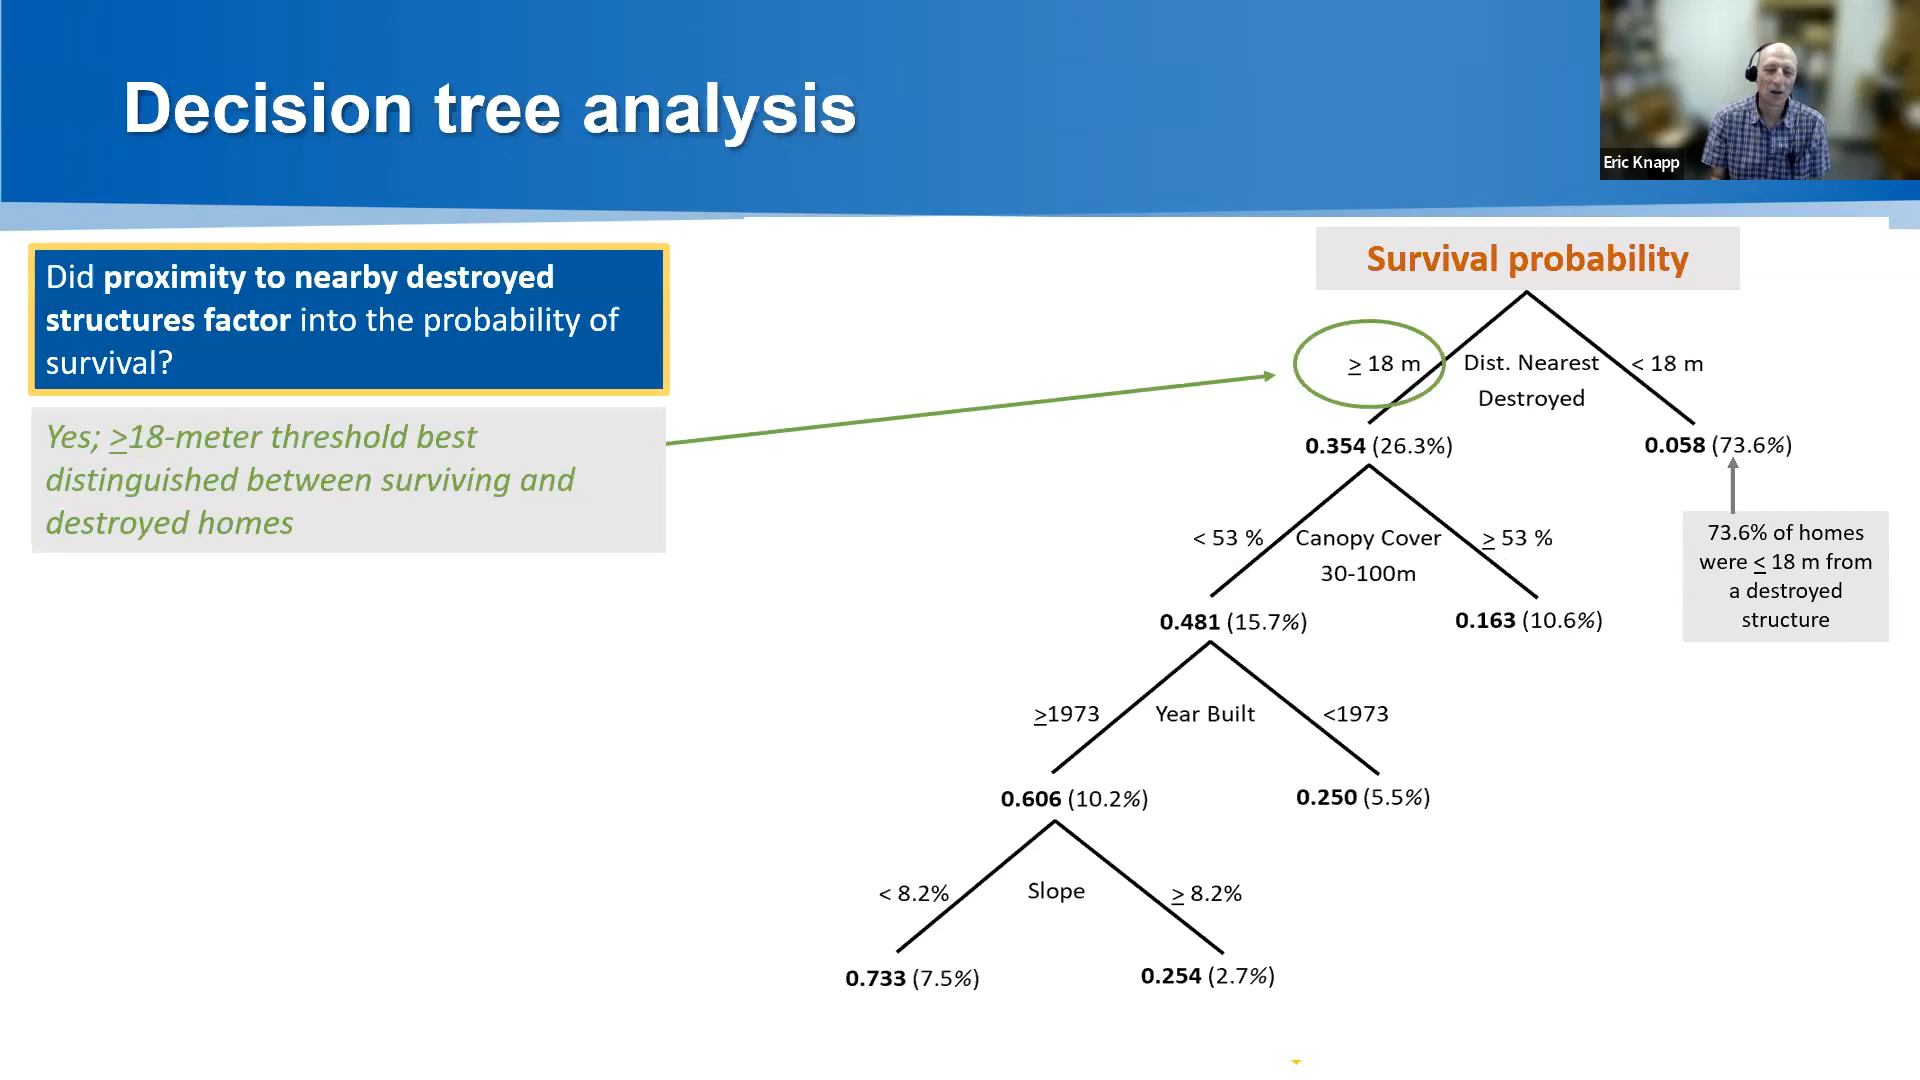 Decision tree analysis
Eric Knapp
Did proximity to nearby destroyed
structures factor into the probability of
survival?
Yes; ≥18-meter threshold best
distinguished between surviving and
destroyed homes
Survival probability
≥ 18 m
Dist. Nearest
Destroyed
< 18 m
0.354 (26.3%)
0.058 (73.6%)
73.6% of homes
were ≤ 18 m from
a destroyed
structure
< 53 %
Canopy Cover
30-100m
≥ 53 %
0.481 (15.7%)
0.163 (10.6%)
≥1973
Year Built
<1973
0.606 (10.2%)
0.250 (5.5%)
< 8.2%
Slope
≥ 8.2%
0.733 (7.5%)
0.254 (2.7%)